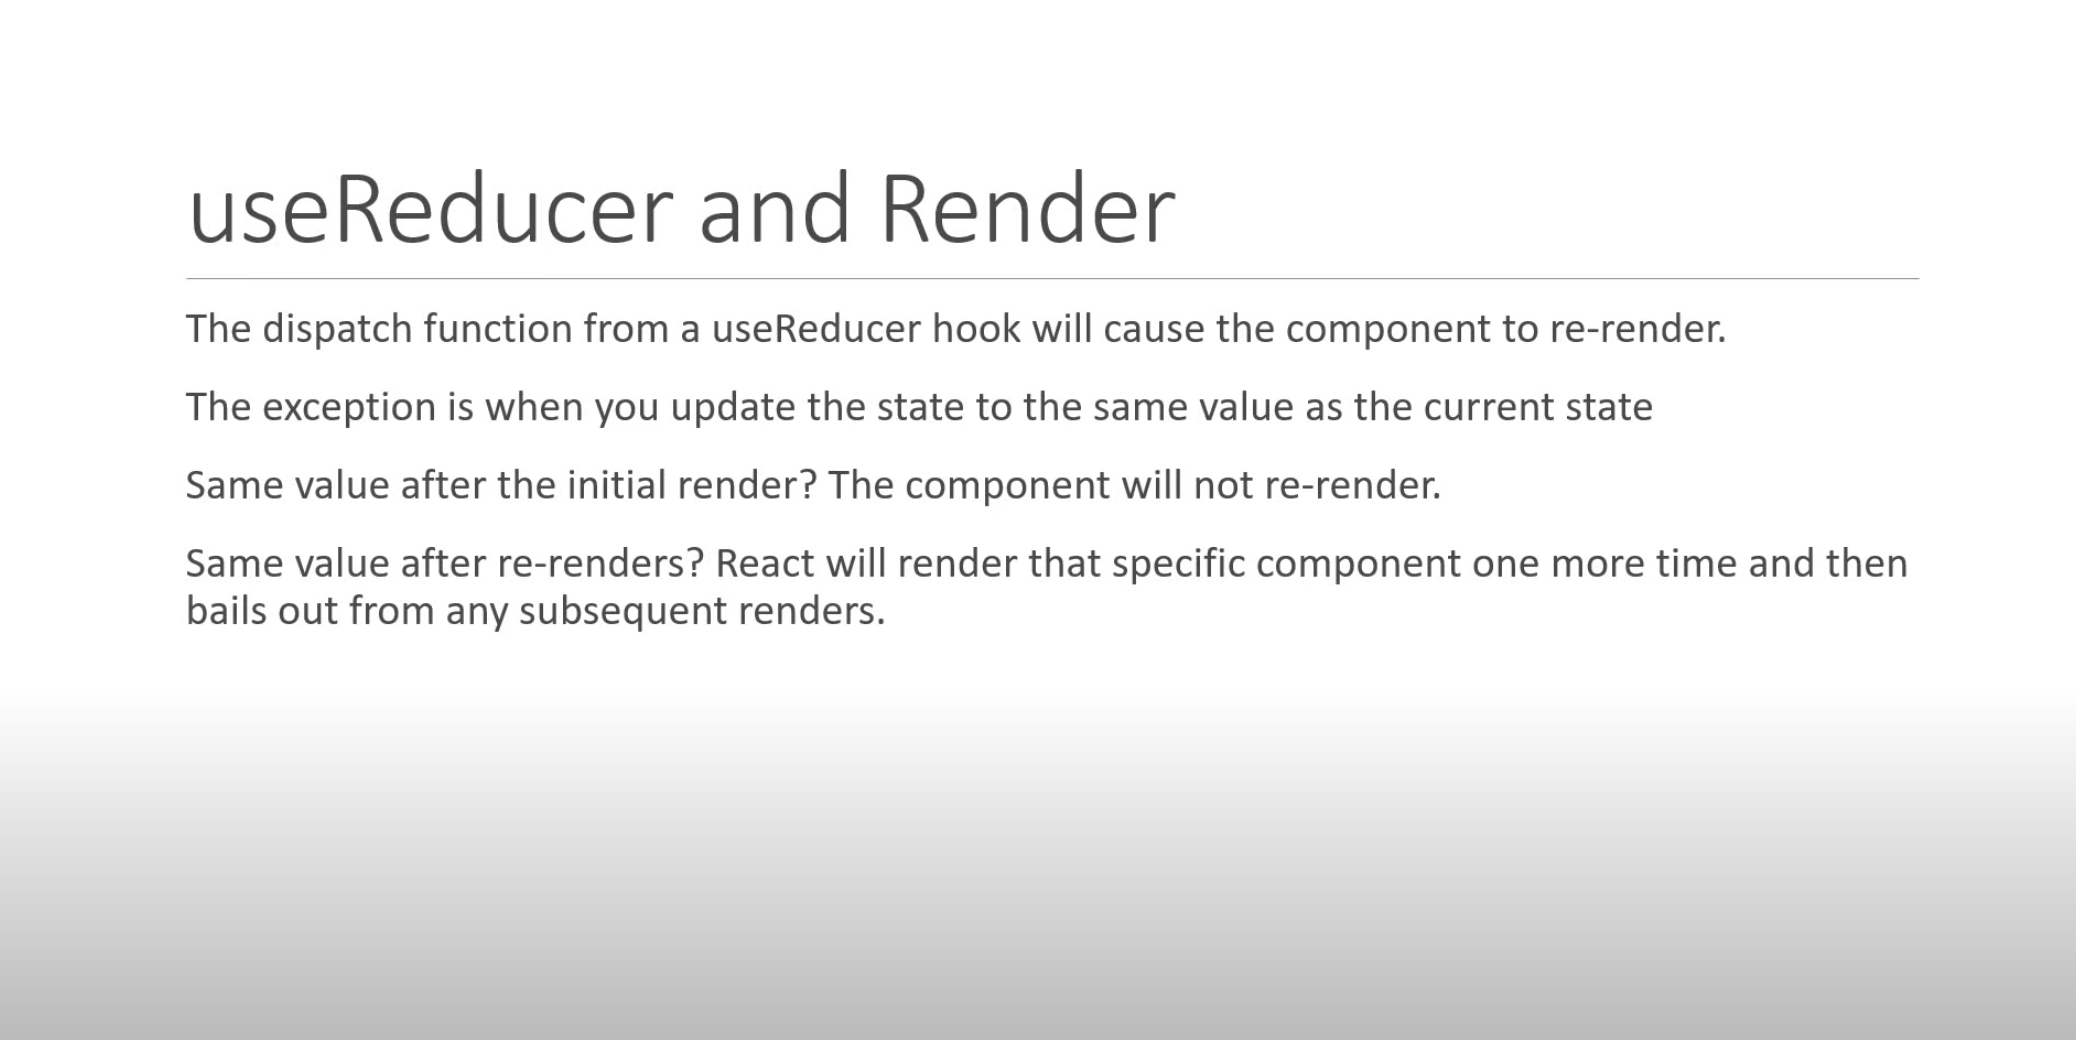 useReducer and Render
The dispatch function from a useReducer hook will cause the component to re-render.
The exception is when you update the state to the same value as the current state
Same value after the initial render? The component will not re-render.
Same value after re-renders? React will render that specific component one more time and then
bails out from any subsequent renders.